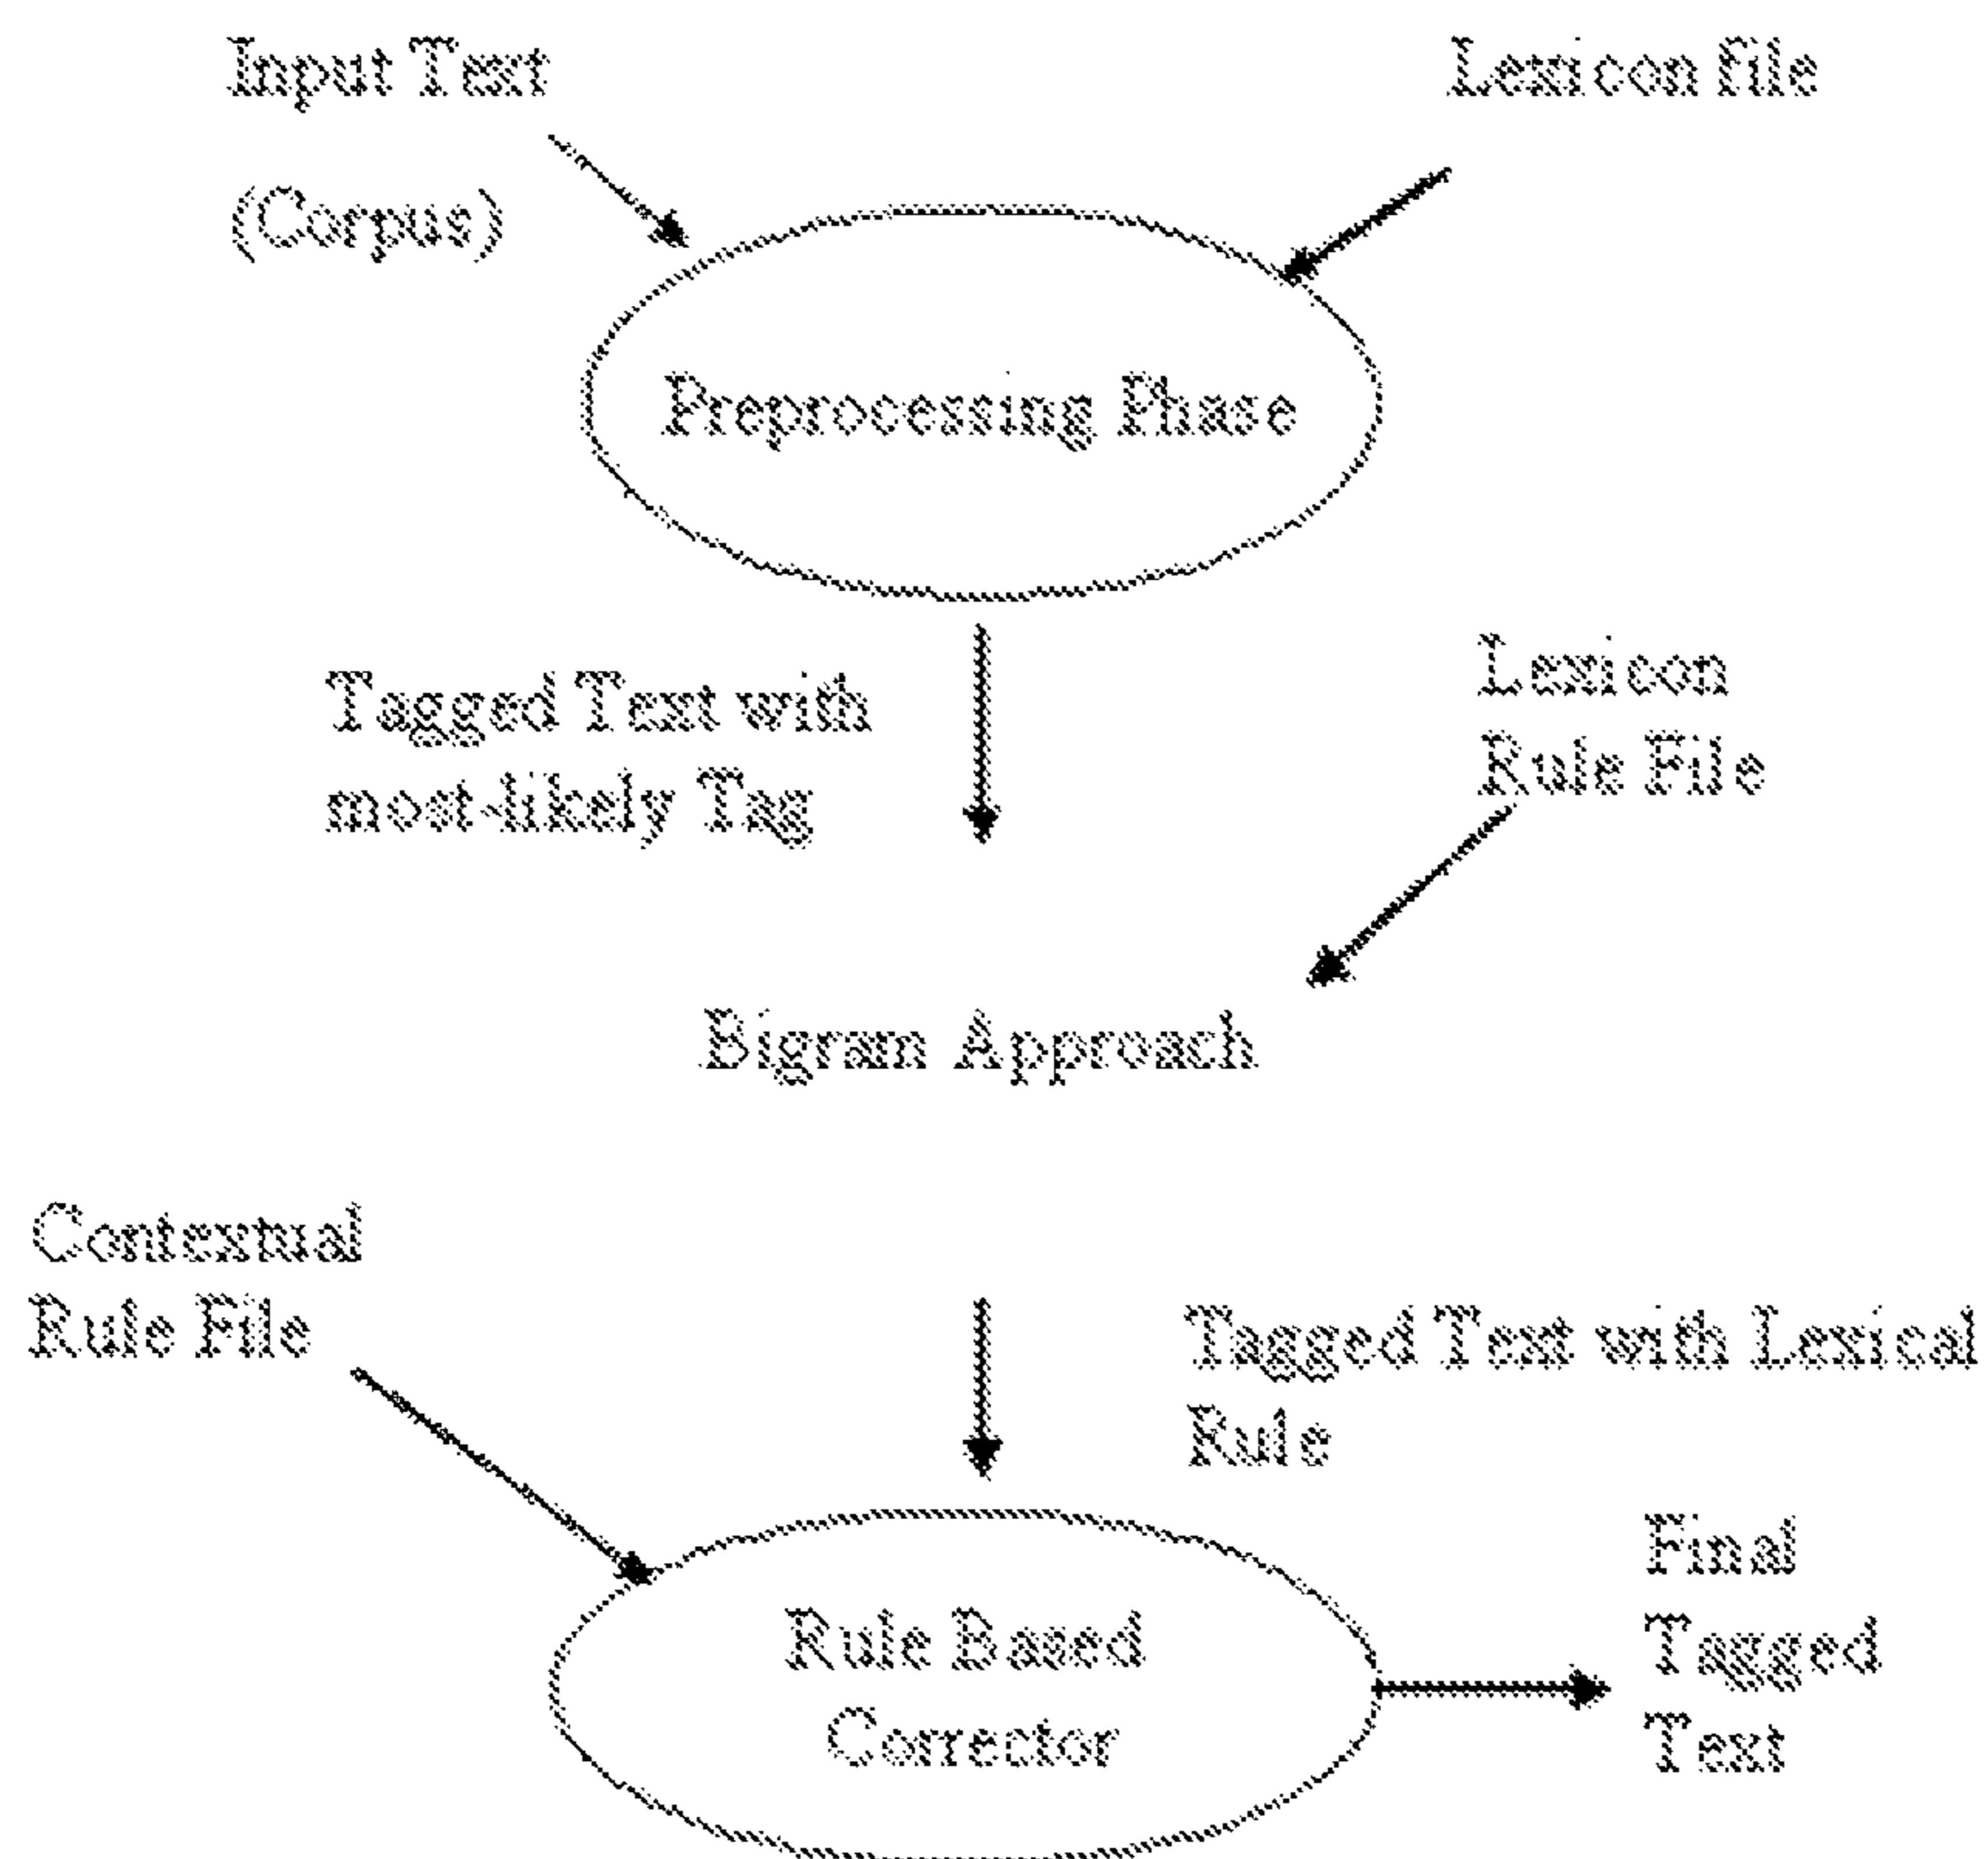 Input Text
(Corpus)
Lexicon file
Preprocessing Phase
Tagged Text with
most-likely Tag
Lexicon
Rule File
Bigram Approach
Contextual
Rule File
Tagged Text with Lexical
Rule
Rule Based
Corrector
Final
Tagged
Text